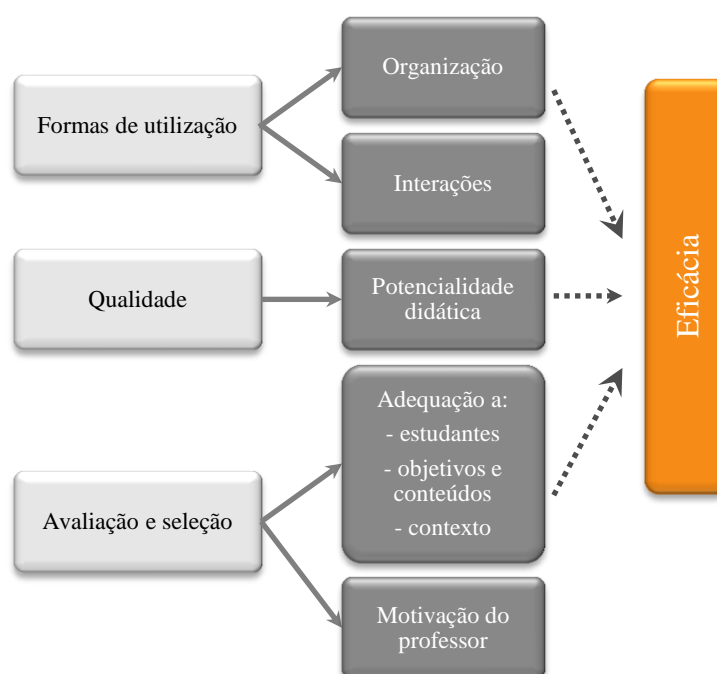 Formas de utilização
Organização
Interações
Qualidade
Potencialidade
didática
Avaliação e seleção
Adequação a:
- estudantes
- objetivos e
conteúdos
- contexto
Motivação do
professor
Eficácia